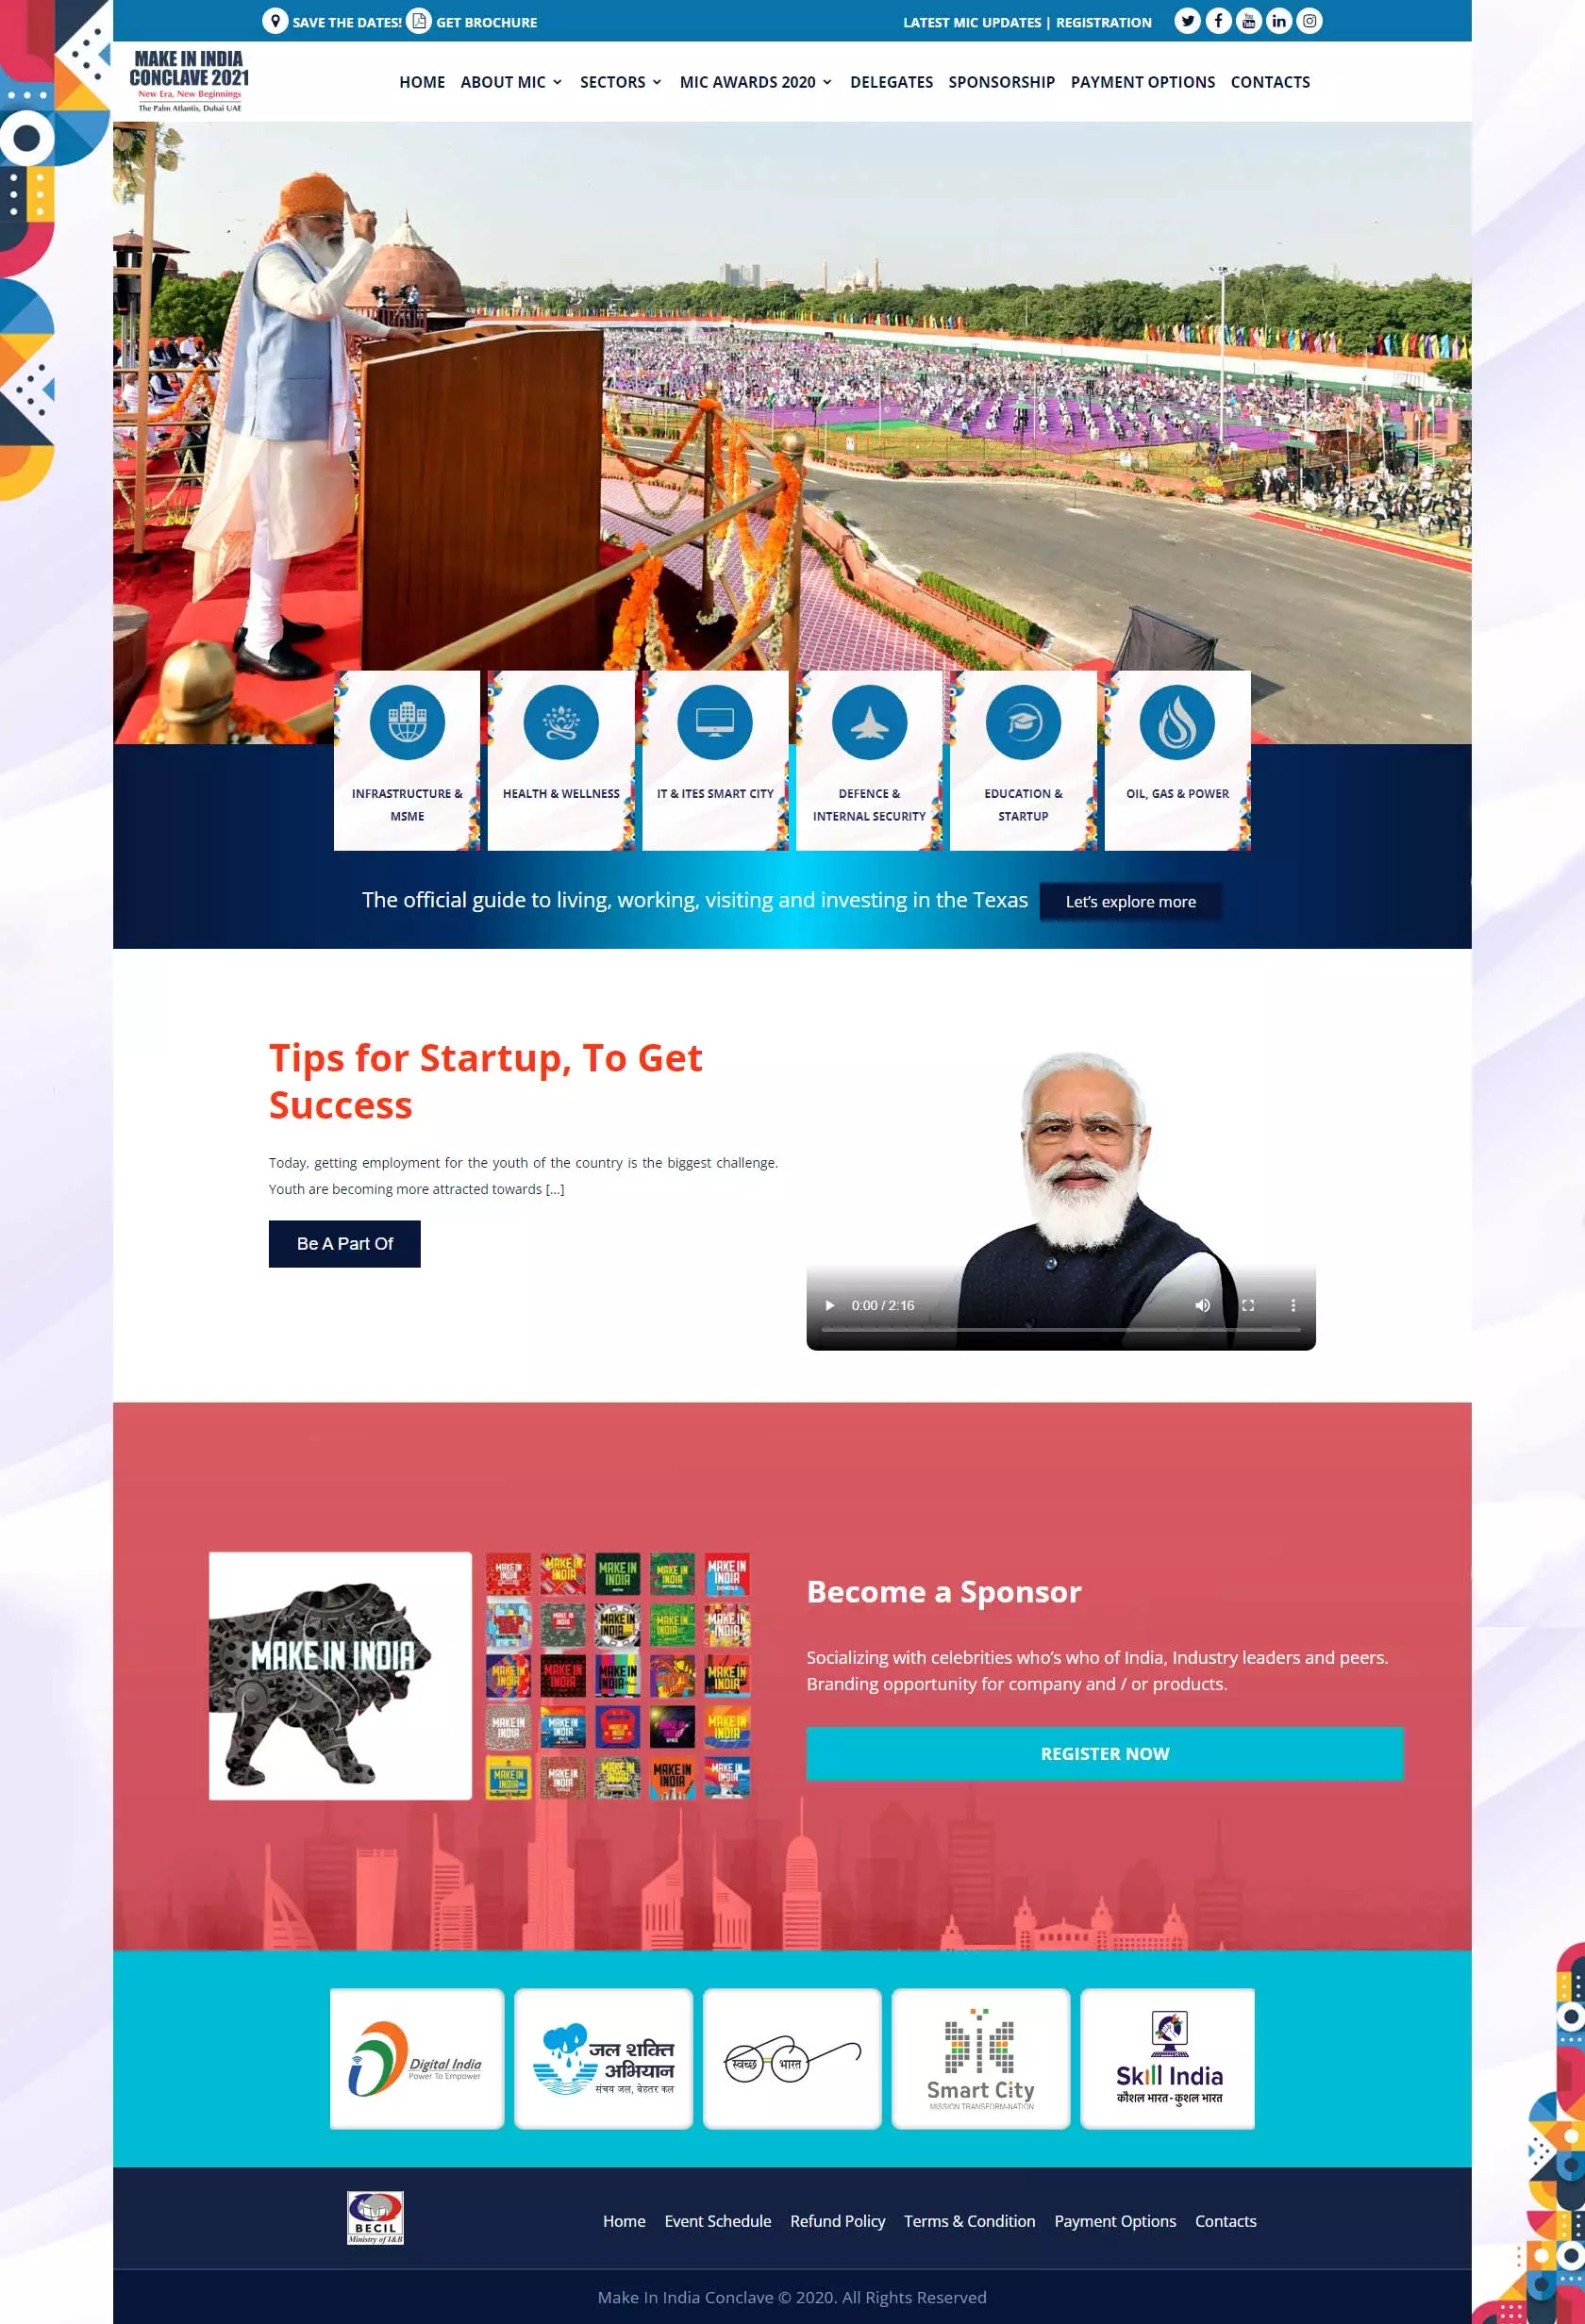 SAVE THE DATES! GET BROCHURE
LATEST MIC UPDATES | REGISTRATION
MAKE IN INDIA
CONCLAVE 2021
New Era, New Beginnings
The Palm Atlantis, Dubai UAE
HOME ABOUT MIC SECTORS MIC AWARDS 2020 DELEGATES SPONSORSHIP PAYMENT OPTIONS CONTACTS
INFRASTRUCTURE &
MSME
HEALTH & WELLNESS
IT & ITES SMART CITY
DEFENCE &
INTERNAL SECURITY
EDUCATION &
STARTUP
OIL, GAS & POWER
The official guide to living, working, visiting and investing in the Texas
Let's explore more
Tips for Startup, To Get
Success
Today, getting employment for the youth of the country is the biggest challenge.
Youth are becoming more attracted towards [...]
Be A Part Of
0:00 / 2:16
MAKE IN INDIA
Become a Sponsor
Socializing with celebrities who's who of India, Industry leaders and peers.
Branding opportunity for company and / or products.
REGISTER NOW
Digital India
Power To Empower
जल शक्ति
अभियान
संचय जल, बेहतर कल
स्वच्छ भारत
Smart City
MISSION TRANSFORM-NATION
Skill India
कौशल भारत - कुशल भारत
BECIL
Ministry of I&B
Home Event Schedule Refund Policy Terms & Condition Payment Options Contacts
Make In India Conclave © 2020. All Rights Reserved